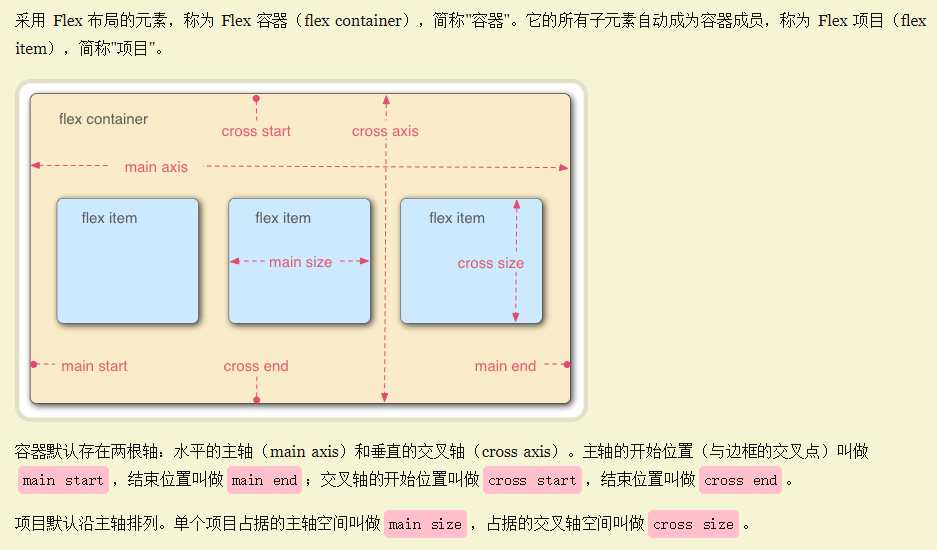 采用 Flex 布局的元素，称为 Flex 容器（flex container），简称"容器"。它的所有子元素自动成为容器成员，称为 Flex 项目（flex
item），简称"项目"。
flex container
cross start
cross axis
main axis
flex item
flex item
flex item
main size
cross size
main start
cross end
main end
容器默认存在两根轴：水平的主轴（main axis）和垂直的交叉轴（cross axis）。主轴的开始位置（与边框的交叉点）叫做
main start，结束位置叫做 main end；交叉轴的开始位置叫做 cross start，结束位置叫做 cross end。
项目默认沿主轴排列。单个项目占据的主轴空间叫做 main size，占据的交叉轴空间叫做 cross size。